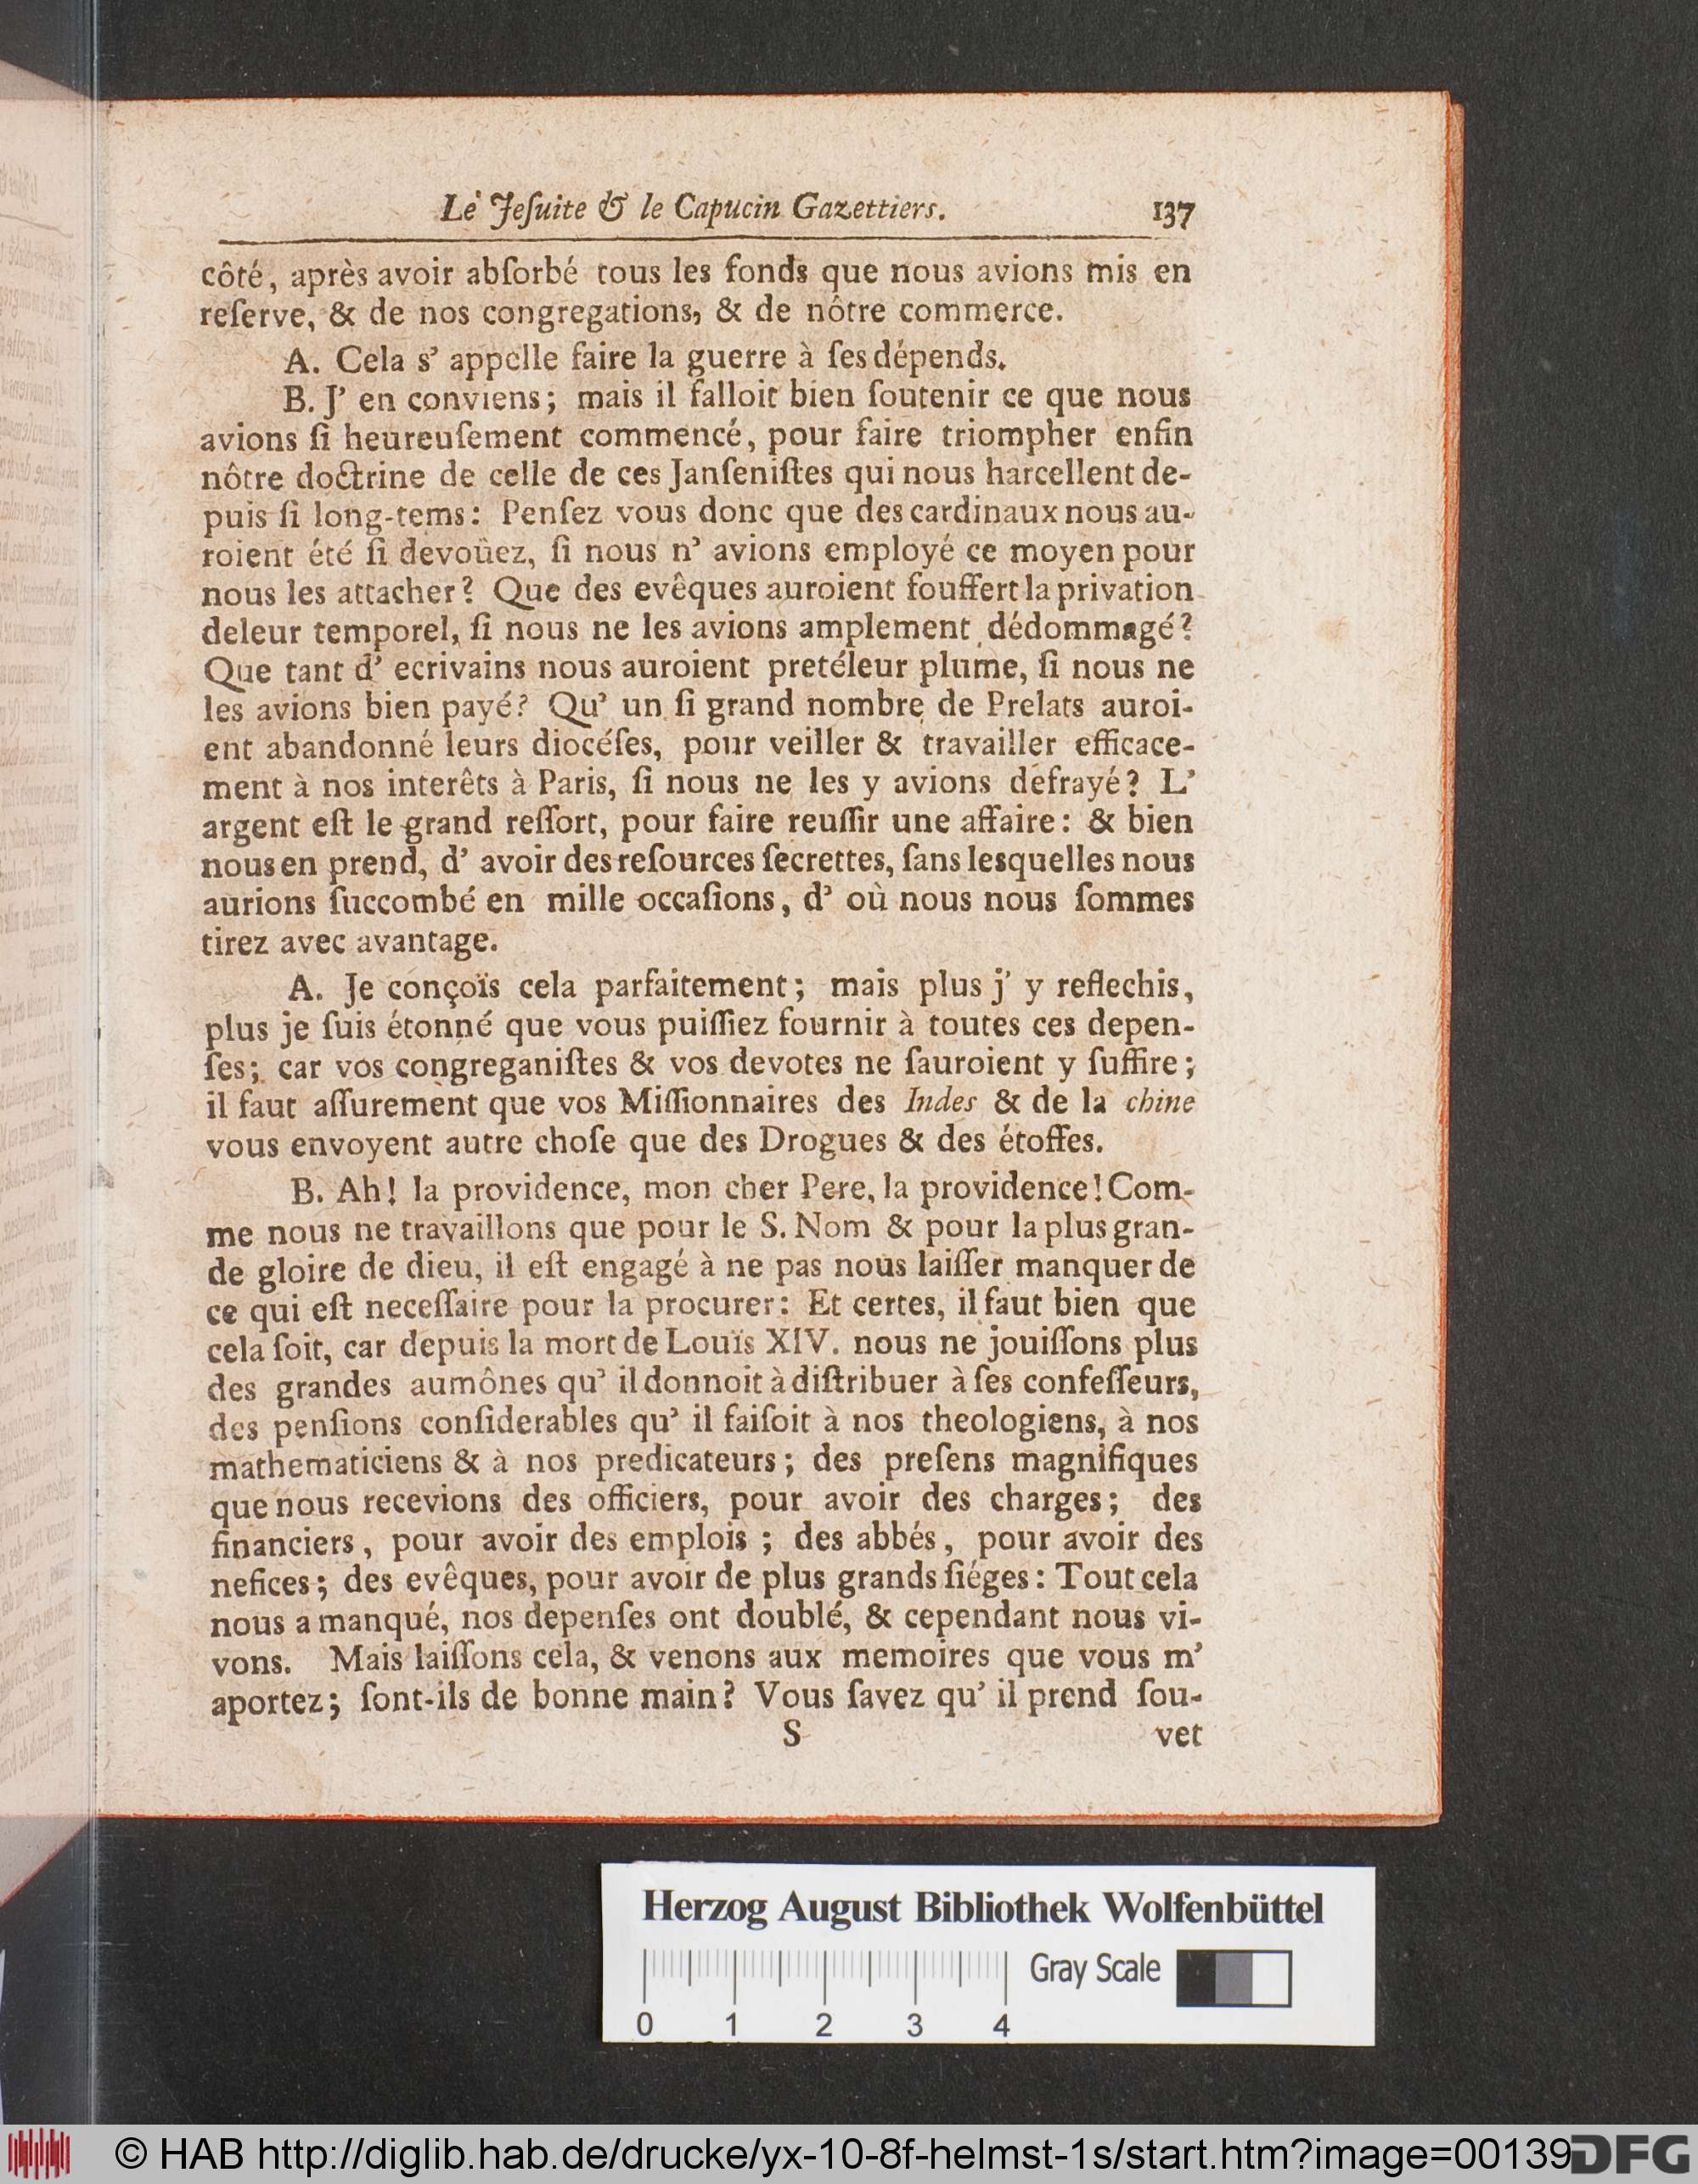 Le Jeſuite & le Capucin Gazettiers. 137
côté, après avoir abſorbé tous les fonds que nous avions mis en
reſerve, & de nos congregations, & de nôtre commerce.
A. Cela s' appelle faire la guerre à ſes dépends.
B. J' en conviens; mais il falloit bien ſoutenir ce que nous
avions ſi heureuſement commencé, pour faire triompher enfin
nôtre doctrine de celle de ces Janſeniſtes qui nous harcellent de-
puis ſi long-tems: Penſez vous donc que des cardinaux nous au-
roient été ſi devoüez, ſi nous n' avions employé ce moyen pour
nous les attacher? Que des evêques auroient fouffert la privation
deleur temporel, ſi nous ne les avions amplement dédommagé?
Que tant d' ecrivains nous auroient pretéleur plume, ſi nous ne
les avions bien payé? Qu' un ſi grand nombre de Prelats auroi-
ent abandonné leurs diocéſes, pour veiller & travailler efficace-
ment à nos interêts à Paris, ſi nous ne les y avions defrayé? L'
argent eſt le grand reſſort, pour faire reuſſir une affaire: & bien
nous en prend, d' avoir des reſources ſecrettes, ſans lesquelles nous
aurions ſuccombé en mille occaſions, d' où nous nous ſommes
tirez avec avantage.
A. Je conçoïs cela parfaitement; mais plus j' y reflechis,
plus je ſuis étonné que vous puiſſiez fournir à toutes ces depen-
ſes; car vos congreganiſtes & vos devotes ne ſauroient y ſuffire;
il faut aſſurement que vos Miſſionnaires des Indes & de la chine
vous envoyent autre choſe que des Drogues & des étoffes.
B. Ah! la providence, mon cher Pere, la providence! Com-
me nous ne travaillons que pour le S. Nom & pour la plus gran-
de gloire de dieu, il eſt engagé à ne pas nous laiſſer manquer de
ce qui eſt neceſſaire pour la procurer: Et certes, il faut bien que
cela ſoit, car depuis la mort de Louïs XIV. nous ne jouiſſons plus
des grandes aumônes qu' il donnoit à diſtribuer à ſes confeſſeurs,
des penſions conſiderables qu' il faiſoit à nos theologiens, à nos
mathematiciens & à nos predicateurs; des preſens magnifiques
que nous recevions des officiers, pour avoir des charges; des
financiers, pour avoir des emplois; des abbés, pour avoir des
nefices; des evêques, pour avoir de plus grands ſiéges: Tout cela
nous a manqué, nos depenſes ont doublé, & cependant nous vi-
vons. Mais laiſſons cela, & venons aux memoires que vous m'
aportez; ſont-ils de bonne main? Vous ſavez qu' il prend ſou-
S vet
Herzog August Bibliothek Wolfenbüttel
Gray Scale
0 1 2 3 4
© HAB http://diglib.hab.de/drucke/yx-10-8f-helmst-1s/start.htm?image=00139
DFG